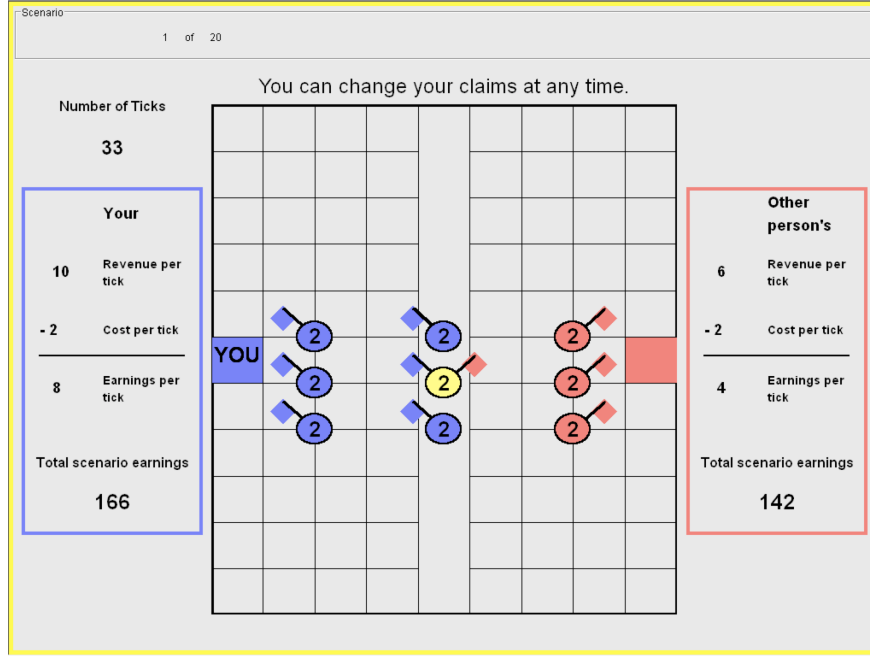 Scenario
1 of 20
You can change your claims at any time.
Number of Ticks
33
Your
10 Revenue per
tick
- 2 Cost per tick
8 Earnings per
tick
Total scenario earnings
166
YOU
2 2 2
2 2 2
2 2 2
Other
person's
6 Revenue per
tick
- 2 Cost per tick
4 Earnings per
tick
Total scenario earnings
142